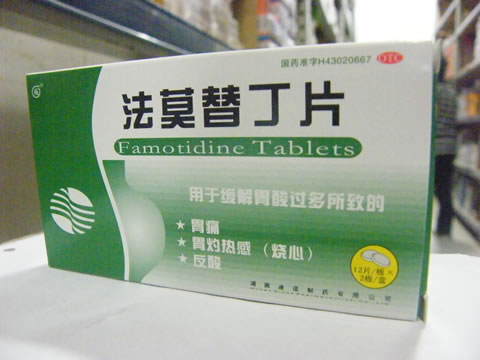 国药准字H43020667 OTC
法莫替丁片
Famotidine Tablets
用于缓解胃酸过多所致的
★ 胃痛
★ 胃灼热感（烧心）
★ 反酸
12片/板×
2板/盒